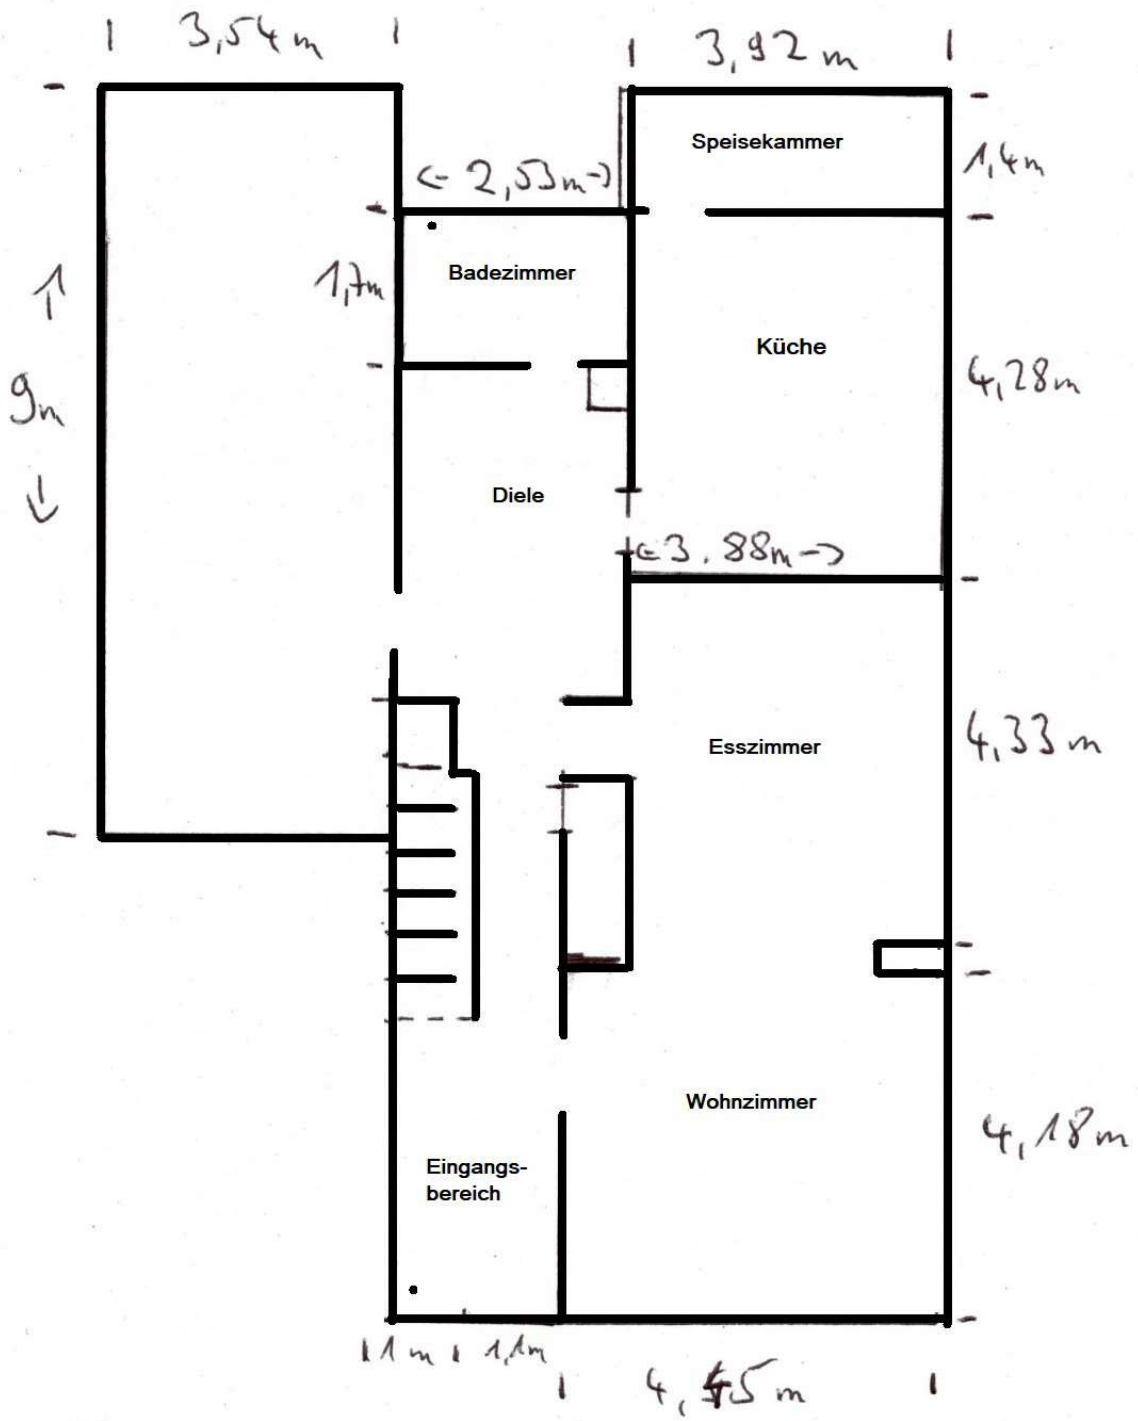 3,54m
3,92m
Speisekammer
1,4m
<- 2,53m->
Badezimmer
1,7m
Küche
4,28m
9m
Diele
<-3.88m->
Esszimmer
4,33m
Wohnzimmer
4,18m
Eingangs-
bereich
1m
1,1m